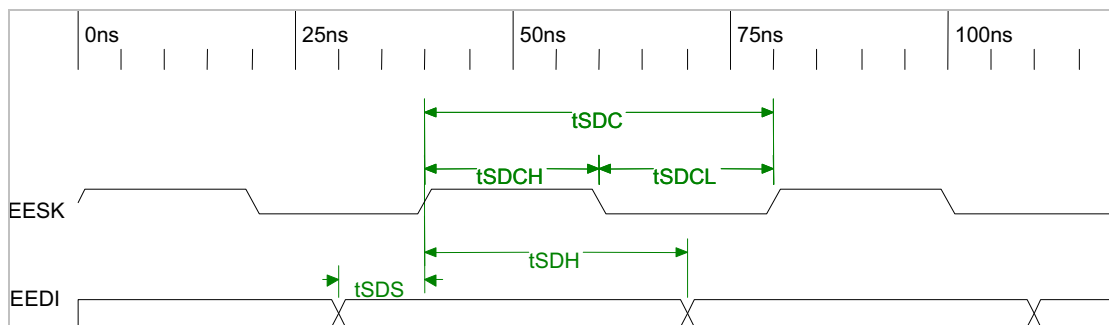 0ns 25ns 50ns 75ns 100ns
tSDC
tSDCH tSDCL
EESK
tSDH
tSDS
EEDI